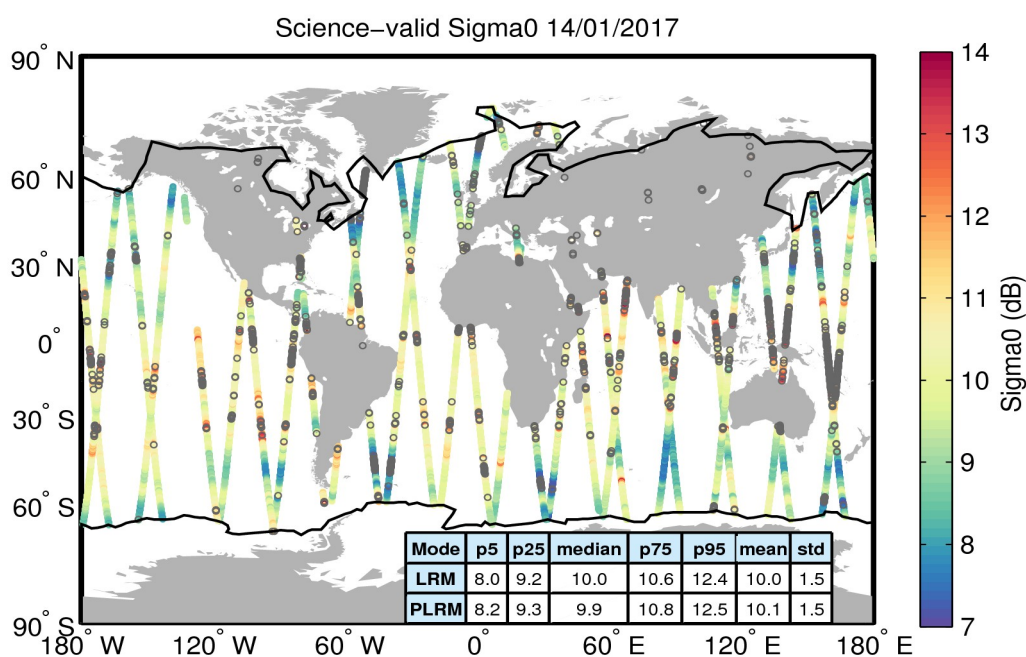 Science−valid Sigma0 14/01/2017
90° N
60° N
30° N
0°
30° S
60° S
90° S
180° W
120° W
60° W
0°
60° E
120° E
180° E
14
13
12
11
10
9
8
7
Sigma0 (dB)
Mode p5 p25 median p75 p95 mean std
LRM 8.0 9.2 10.0 10.6 12.4 10.0 1.5
PLRM 8.2 9.3 9.9 10.8 12.5 10.1 1.5